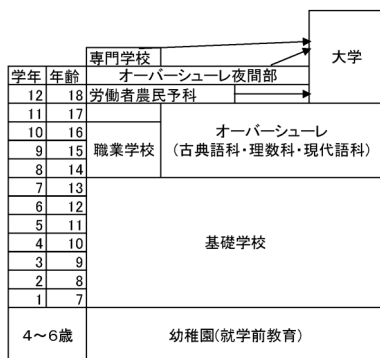 専門学校
大学
学年 年齢 オーバーシューレ夜間部
12 18 労働者農民予科
11 17
10 16 オーバーシューレ
9 15 職業学校 (古典語科・理数科・現代語科)
8 14
7 13
6 12
5 11
4 10 基礎学校
3 9
2 8
1 7
4～6歳 幼稚園(就学前教育)